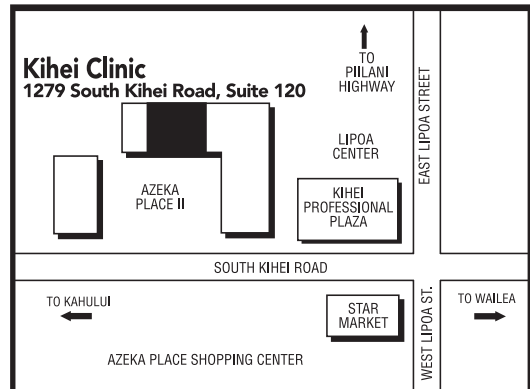 Kihei Clinic
1279 South Kihei Road, Suite 120
TO
PIILANI
HIGHWAY
EAST LIPOA STREET
LIPOA
CENTER
AZEKA
PLACE II
KIHEI
PROFESSIONAL
PLAZA
SOUTH KIHEI ROAD
TO KAHULUI
STAR
MARKET
WEST LIPOA ST.
TO WAILEA
AZEKA PLACE SHOPPING CENTER